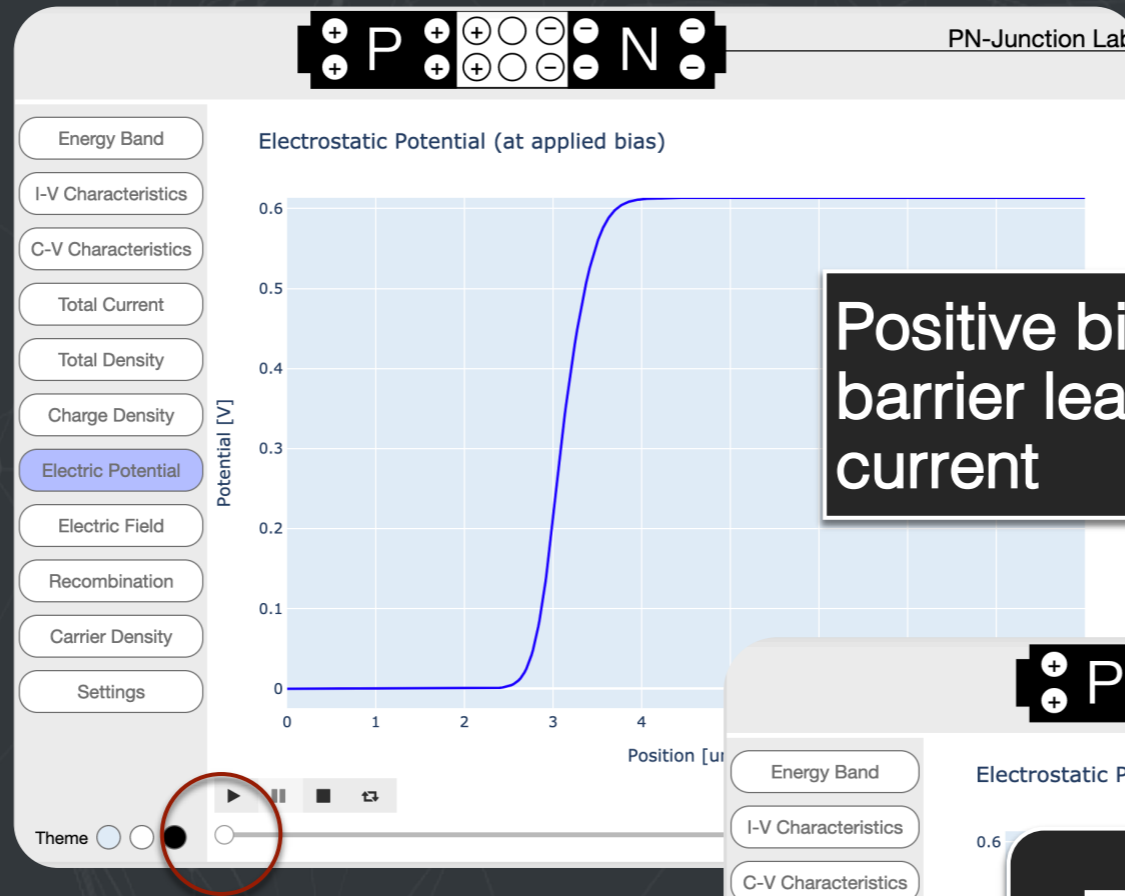 P N
PN-Junction Lab
Energy Band
I-V Characteristics
C-V Characteristics
Total Current
Total Density
Charge Density
Electric Potential
Electric Field
Recombination
Carrier Density
Settings
Theme
Electrostatic Potential (at applied bias)
Potential [V]
0.6
0.5
0.4
0.3
0.2
0.1
0
0 1 2 3 4
Position
Positive
barrier
current
P
Energy Band
I-V Characteristics
C-V Characteristics
Electrostatic P
0.6